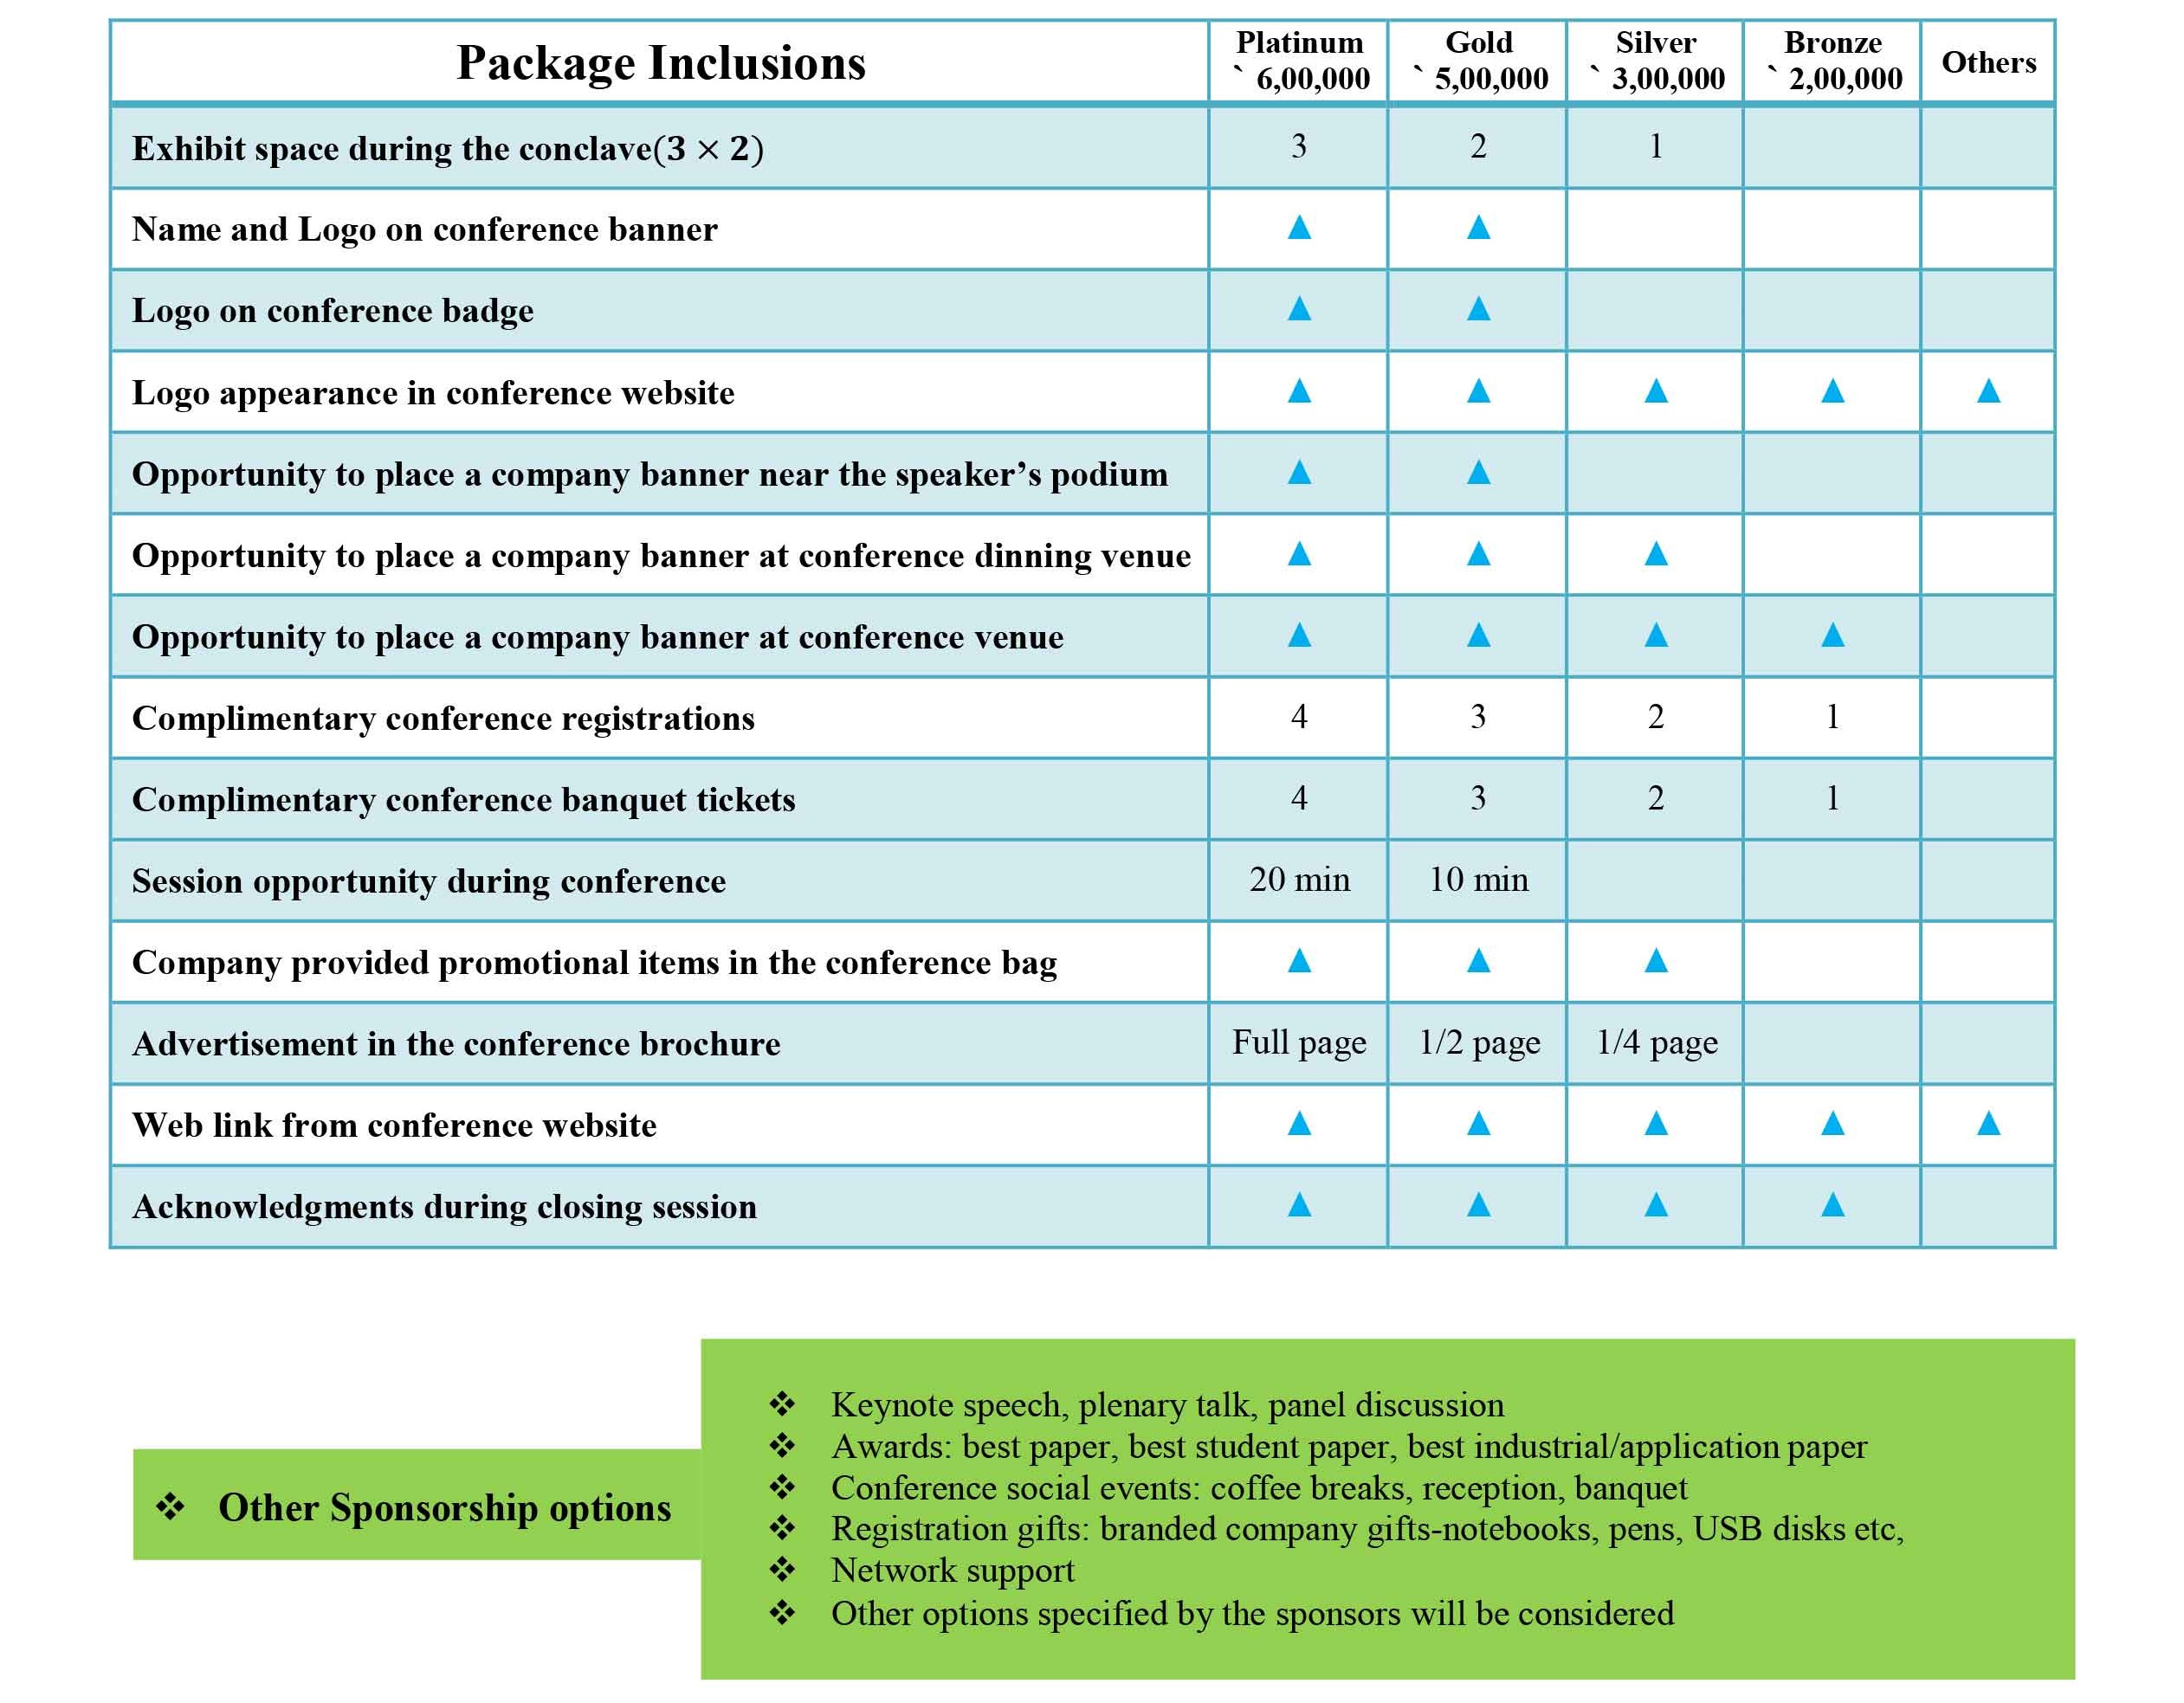 Package Inclusions Platinum ` 6,00,000 Gold ` 5,00,000 Silver ` 3,00,000 Bronze ` 2,00,000 Others
Exhibit space during the conclave(3 × 2) 3 2 1
Name and Logo on conference banner ▲ ▲
Logo on conference badge ▲ ▲
Logo appearance in conference website ▲ ▲ ▲ ▲ ▲
Opportunity to place a company banner near the speaker’s podium ▲ ▲
Opportunity to place a company banner at conference dinning venue ▲ ▲ ▲
Opportunity to place a company banner at conference venue ▲ ▲ ▲ ▲
Complimentary conference registrations 4 3 2 1
Complimentary conference banquet tickets 4 3 2 1
Session opportunity during conference 20 min 10 min
Company provided promotional items in the conference bag ▲ ▲ ▲
Advertisement in the conference brochure Full page 1/2 page 1/4 page
Web link from conference website ▲ ▲ ▲ ▲ ▲
Acknowledgments during closing session ▲ ▲ ▲ ▲
❖ Other Sponsorship options
❖ Keynote speech, plenary talk, panel discussion
❖ Awards: best paper, best student paper, best industrial/application paper
❖ Conference social events: coffee breaks, reception, banquet
❖ Registration gifts: branded company gifts-notebooks, pens, USB disks etc,
❖ Network support
❖ Other options specified by the sponsors will be considered